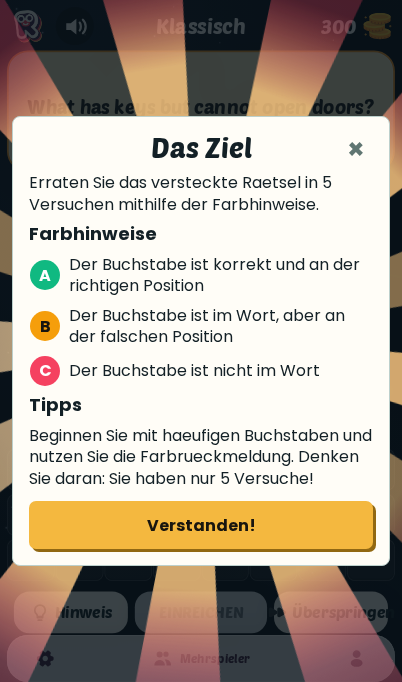 Klassisch
300
What has keys but cannot open doors?
Das Ziel
Erraten Sie das versteckte Raetsel in 5
Versuchen mithilfe der Farbhinweise.
Farbhinweise
A
Der Buchstabe ist korrekt und an der
richtigen Position
B
Der Buchstabe ist im Wort, aber an
der falschen Position
C
Der Buchstabe ist nicht im Wort
Tipps
Beginnen Sie mit haeufigen Buchstaben und
nutzen Sie die Farbrueckmeldung. Denken
Sie daran: Sie haben nur 5 Versuche!
Verstanden!
Hinweis
EINREICHEN
Überspringen
Mehrspieler